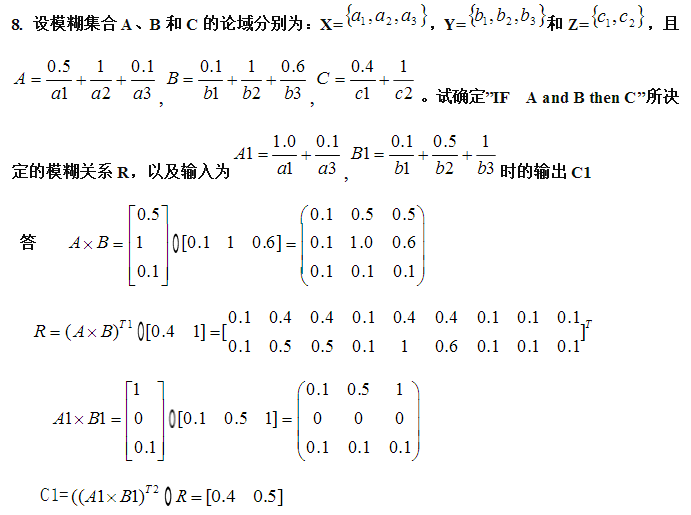 8. 设模糊集合 A、B 和 C 的论域分别为：X={a₁,a₂,a₃}，Y={b₁,b₂,b₃}和 Z={c₁,c₂}，且
A = 0.5/a1 + 1/a2 + 0.1/a3 , B = 0.1/b1 + 1/b2 + 0.6/b3 , C = 0.4/c1 + 1/c2 。试确定”IF A and B then C”所决
定的模糊关系 R，以及输入为 A1 = 1.0/a1 + 0.1/a3 , B1 = 0.1/b1 + 0.5/b2 + 1/b3 时的输出 C1
答 A×B = [0.5; 1; 0.1] 0[0.1 1 0.6] = (0.1 0.5 0.5; 0.1 1.0 0.6; 0.1 0.1 0.1)
R = (A×B)^T1 0[0.4 1] =[0.1 0.4 0.4 0.1 0.4 0.4 0.1 0.1 0.1; 0.1 0.5 0.5 0.1 1 0.6 0.1 0.1 0.1]^T
A1×B1 = [1; 0; 0.1] 0[0.1 0.5 1] = (0.1 0.5 1; 0 0 0; 0.1 0.1 0.1)
C1= ((A1×B1)^T2 0 R = [0.4 0.5]